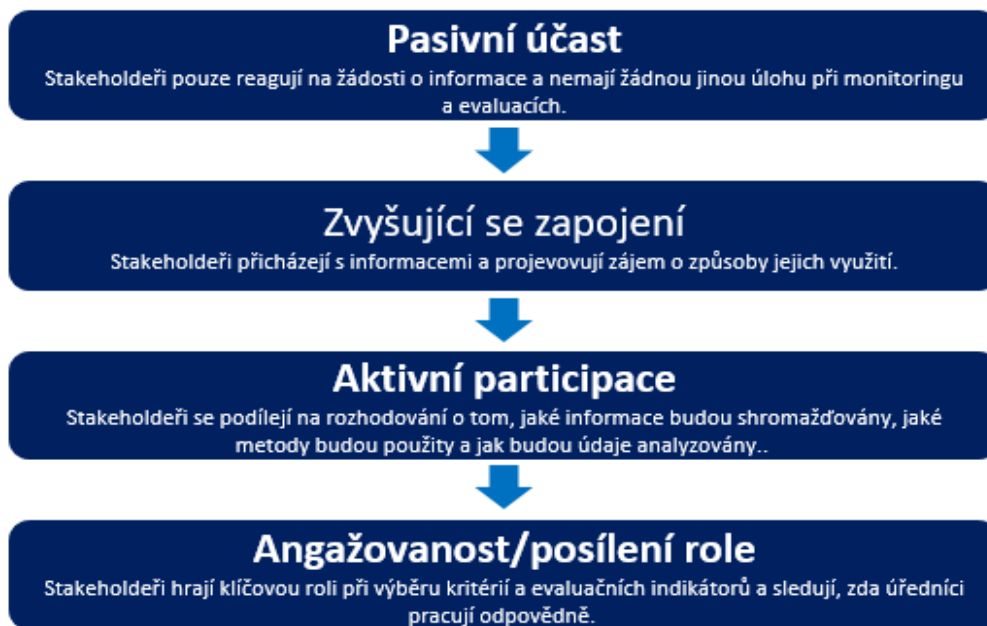 Pasivní účast
Stakeholdeři pouze reagují na žádosti o informace a nemají žádnou jinou úlohu při monitoringu
a evaluacích.
Zvyšující se zapojení
Stakeholdeři přicházejí s informacemi a projevovují zájem o způsoby jejich využití.
Aktivní participace
Stakeholdeři se podílejí na rozhodování o tom, jaké informace budou shromažďovány, jaké
metody budou použity a jak budou údaje analyzovány..
Angažovanost/posílení role
Stakeholdeři hrají klíčovou roli při výběru kritérií a evaluačních indikátorů a sledují, zda úředníci
pracují odpovědně.